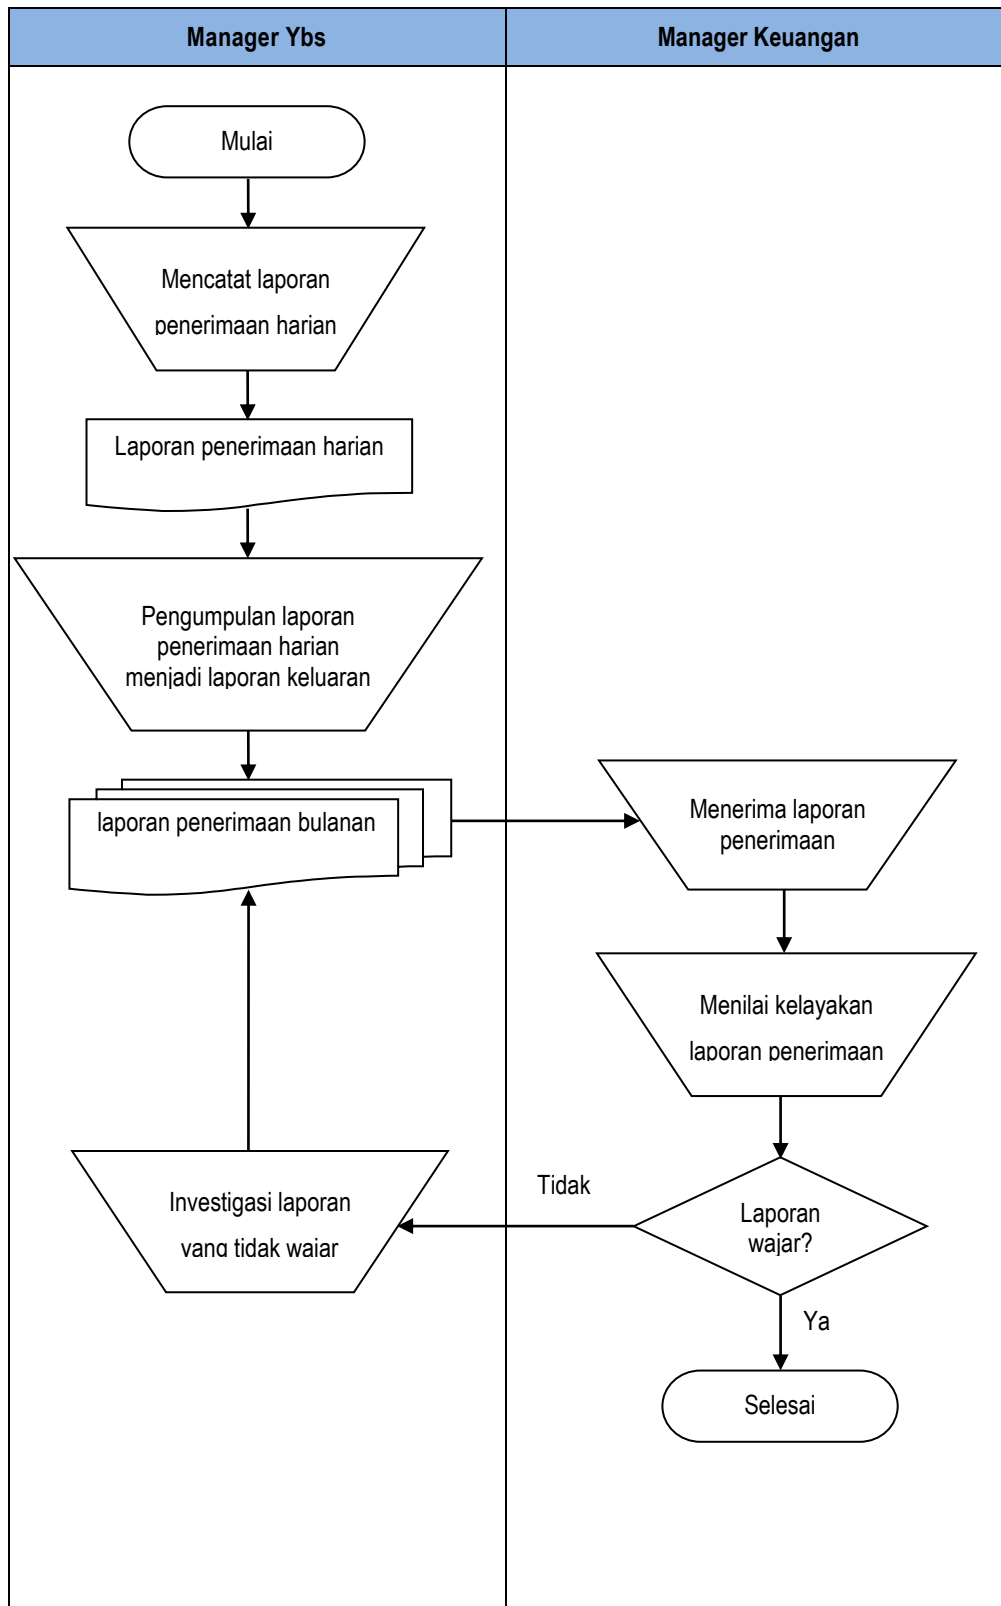 Manager Ybs
Manager Keuangan
Mulai
Mencatat laporan
penerimaan harian
Laporan penerimaan harian
Pengumpulan laporan
penerimaan harian
menjadi laporan keluaran
laporan penerimaan bulanan
Menerima laporan
penerimaan
Menilai kelayakan
laporan penerimaan
Investigasi laporan
yang tidak wajar
Tidak
Laporan
wajar?
Ya
Selesai